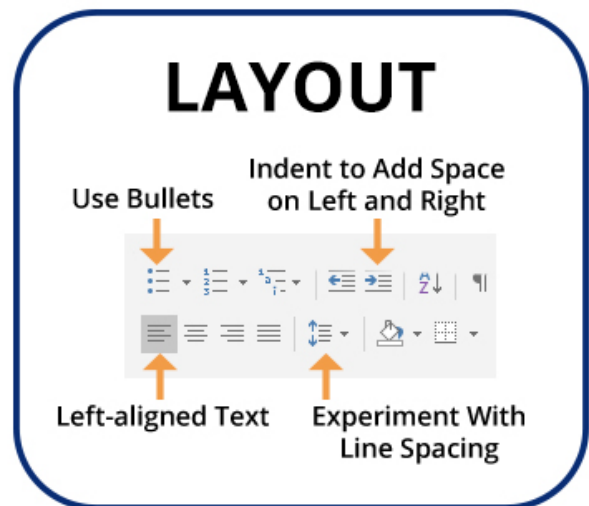 LAYOUT
Indent to Add Space
on Left and Right
Use Bullets
Left-aligned Text
Experiment With
Line Spacing